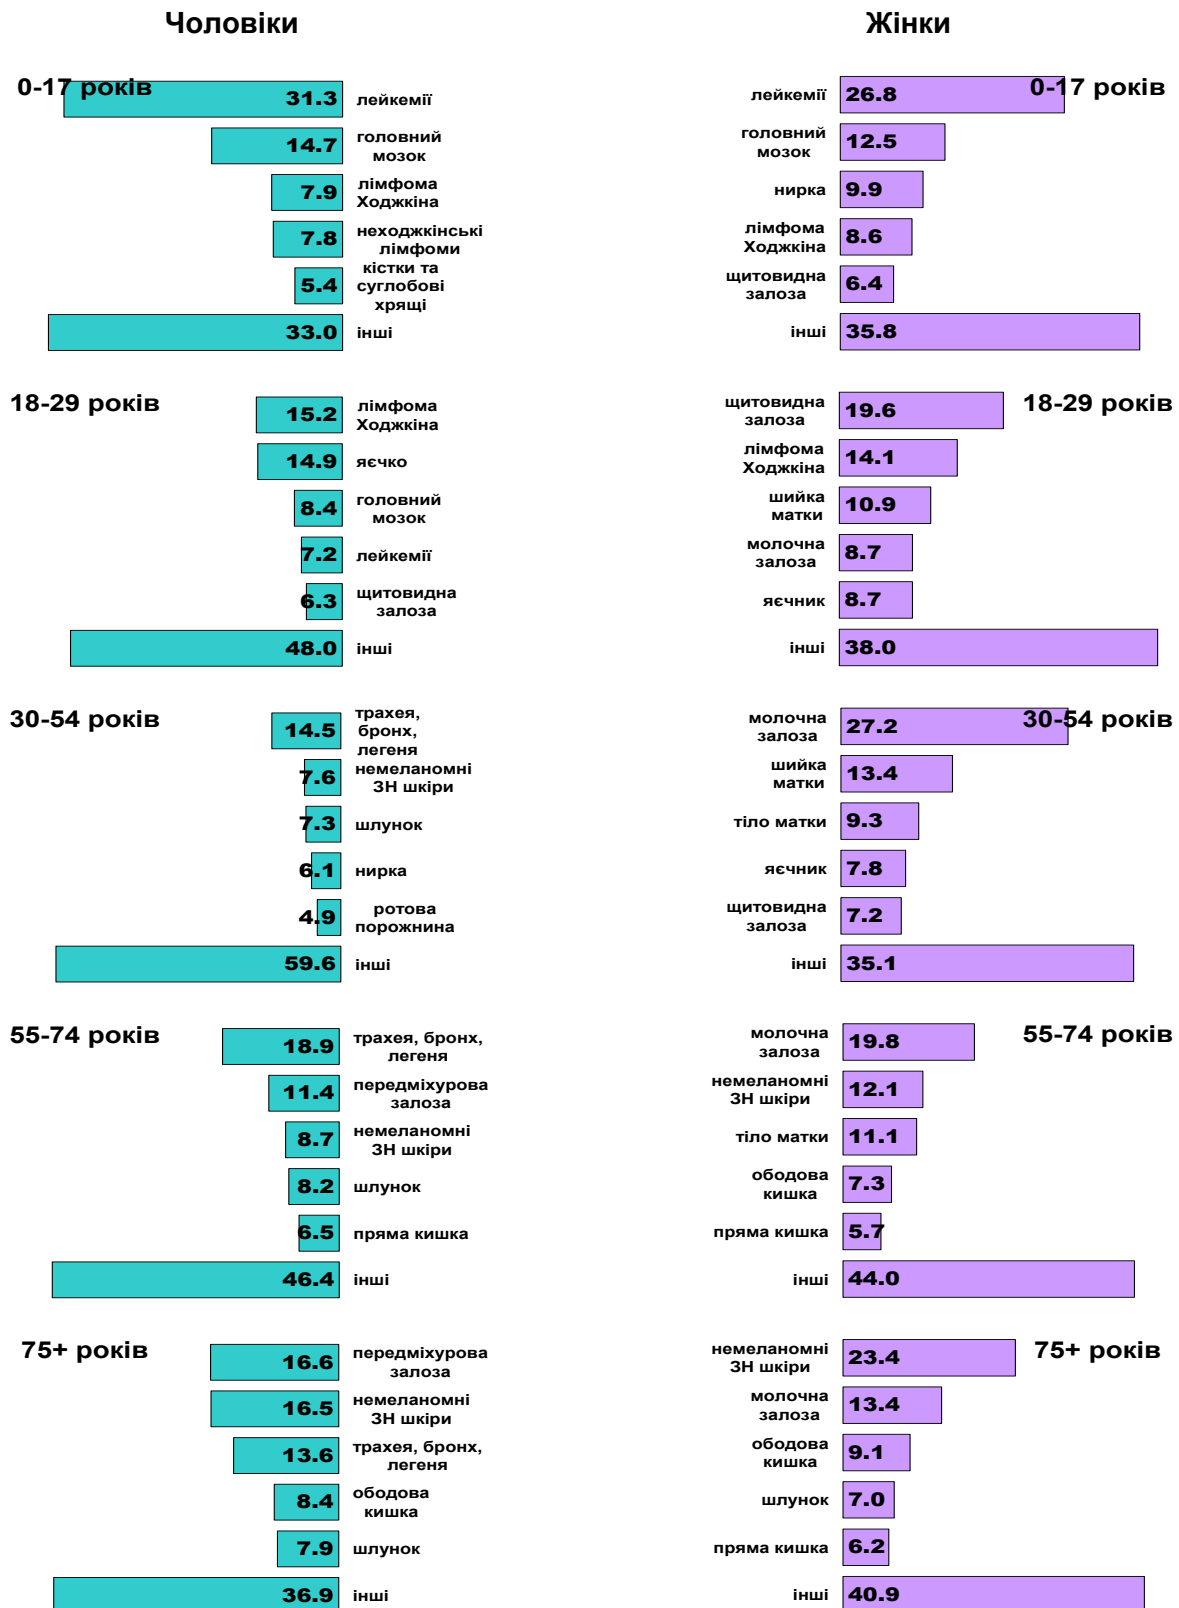 Чоловіки
Жінки
0-17 років
31.3 лейкемії
14.7 головний
мозок
7.9 лімфома
Ходжкіна
7.8 неходжкінські
лімфоми
5.4 кістки та
суглобові
хрящі
33.0 інші
0-17 років
лейкемії 26.8
головний
мозок 12.5
нирка 9.9
лімфома
Ходжкіна 8.6
щитовидна
залоза 6.4
інші 35.8
18-29 років
15.2 лімфома
Ходжкіна
14.9 яєчко
8.4 головний
мозок
7.2 лейкемії
6.3 щитовидна
залоза
48.0 інші
18-29 років
щитовидна
залоза 19.6
лімфома
Ходжкіна 14.1
шийка
матки 10.9
молочна
залоза 8.7
яєчник 8.7
інші 38.0
30-54 років
14.5 трахея,
бронх,
легеня
7.6 немеланомні
ЗН шкіри
7.3 шлунок
6.1 нирка
4.9 ротова
порожнина
59.6 інші
30-54 років
молочна
залоза 27.2
шийка
матки 13.4
тіло матки 9.3
яєчник 7.8
щитовидна
залоза 7.2
інші 35.1
55-74 років
18.9 трахея, бронх,
легеня
11.4 передміхурова
залоза
8.7 немеланомні
ЗН шкіри
8.2 шлунок
6.5 пряма кишка
46.4 інші
55-74 років
молочна
залоза 19.8
немеланомні
ЗН шкіри 12.1
тіло матки 11.1
ободова
кишка 7.3
пряма кишка 5.7
інші 44.0
75+ років
16.6 передміхурова
залоза
16.5 немеланомні
ЗН шкіри
13.6 трахея, бронх,
легеня
8.4 ободова
кишка
7.9 шлунок
36.9 інші
75+ років
немеланомні
ЗН шкіри 23.4
молочна
залоза 13.4
ободова
кишка 9.1
шлунок 7.0
пряма кишка 6.2
інші 40.9